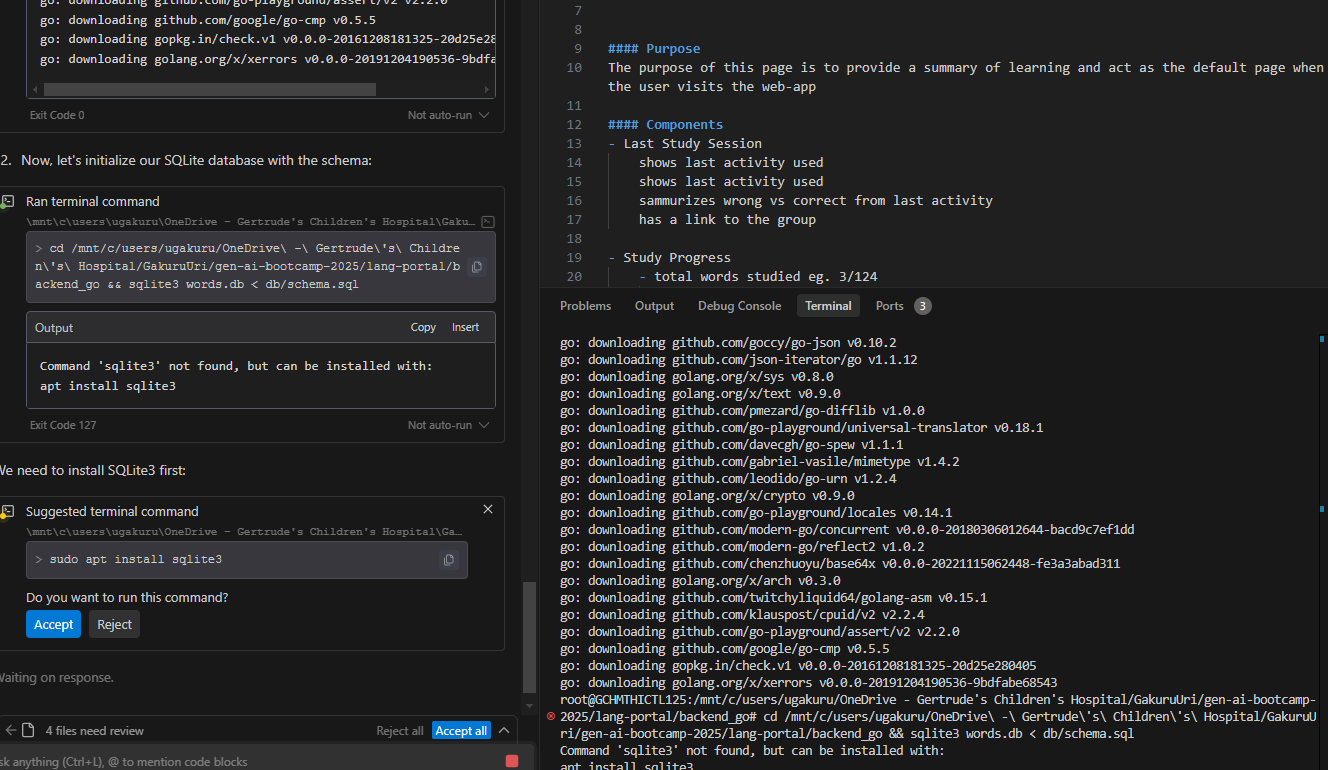 go: downloading github.com/go-playground/assert/v2 v2.2.0
go: downloading github.com/google/go-cmp v0.5.5
go: downloading gopkg.in/check.v1 v0.0.0-20161208181325-20d25e28
go: downloading golang.org/x/xerrors v0.0.0-20191204190536-9bdfa
Exit Code 0
Not auto-run
2. Now, let's initialize our SQLite database with the schema:
Ran terminal command
\mnt\c\users\ugakuru\OneDrive - Gertrude's Children's Hospital\Gaku...
> cd /mnt/c/users/ugakuru/OneDrive\ -\ Gertrude\'s\ Childre
n\'s\ Hospital/GakuruUri/gen-ai-bootcamp-2025/lang-portal/b
ackend_go && sqlite3 words.db < db/schema.sql
Output
Copy
Insert
Command 'sqlite3' not found, but can be installed with:
apt install sqlite3
Exit Code 127
Not auto-run
We need to install SQLite3 first:
Suggested terminal command
\mnt\c\users\ugakuru\OneDrive - Gertrude's Children's Hospital\Ga...
> sudo apt install sqlite3
Do you want to run this command?
Accept
Reject
Waiting on response.
4 files need review
Reject all
Accept all
sk anything (Ctrl+L), @ to mention code blocks
7
8
9 #### Purpose
10 The purpose of this page is to provide a summary of learning and act as the default page when
the user visits the web-app
11
12 #### Components
13 - Last Study Session
14 shows last activity used
15 shows last activity used
16 sammurizes wrong vs correct from last activity
17 has a link to the group
18
19 - Study Progress
20 - total words studied eg. 3/124
Problems
Output
Debug Console
Terminal
Ports
3
go: downloading github.com/goccy/go-json v0.10.2
go: downloading github.com/json-iterator/go v1.1.12
go: downloading golang.org/x/sys v0.8.0
go: downloading golang.org/x/text v0.9.0
go: downloading github.com/pmezard/go-difflib v1.0.0
go: downloading github.com/go-playground/universal-translator v0.18.1
go: downloading github.com/davecgh/go-spew v1.1.1
go: downloading github.com/gabriel-vasile/mimetype v1.4.2
go: downloading github.com/leodido/go-urn v1.2.4
go: downloading golang.org/x/crypto v0.9.0
go: downloading github.com/go-playground/locales v0.14.1
go: downloading github.com/modern-go/concurrent v0.0.0-20180306012644-bacd9c7ef1dd
go: downloading github.com/modern-go/reflect2 v1.0.2
go: downloading github.com/chenzhuoyu/base64x v0.0.0-20221115062448-fe3a3abad311
go: downloading golang.org/x/arch v0.3.0
go: downloading github.com/twitchyliquid64/golang-asm v0.15.1
go: downloading github.com/klauspost/cpuid/v2 v2.2.4
go: downloading github.com/go-playground/assert/v2 v2.2.0
go: downloading github.com/google/go-cmp v0.5.5
go: downloading gopkg.in/check.v1 v0.0.0-20161208181325-20d25e280405
go: downloading golang.org/x/xerrors v0.0.0-20191204190536-9bdfabe68543
root@GCHMTHICTL125:/mnt/c/users/ugakuru/OneDrive - Gertrude's Children's Hospital/GakuruUri/gen-ai-bootcamp-
2025/lang-portal/backend_go# cd /mnt/c/users/ugakuru/OneDrive\ -\ Gertrude\'s\ Children\'s\ Hospital/GakuruU
ri/gen-ai-bootcamp-2025/lang-portal/backend_go && sqlite3 words.db < db/schema.sql
Command 'sqlite3' not found, but can be installed with:
apt install sqlite3